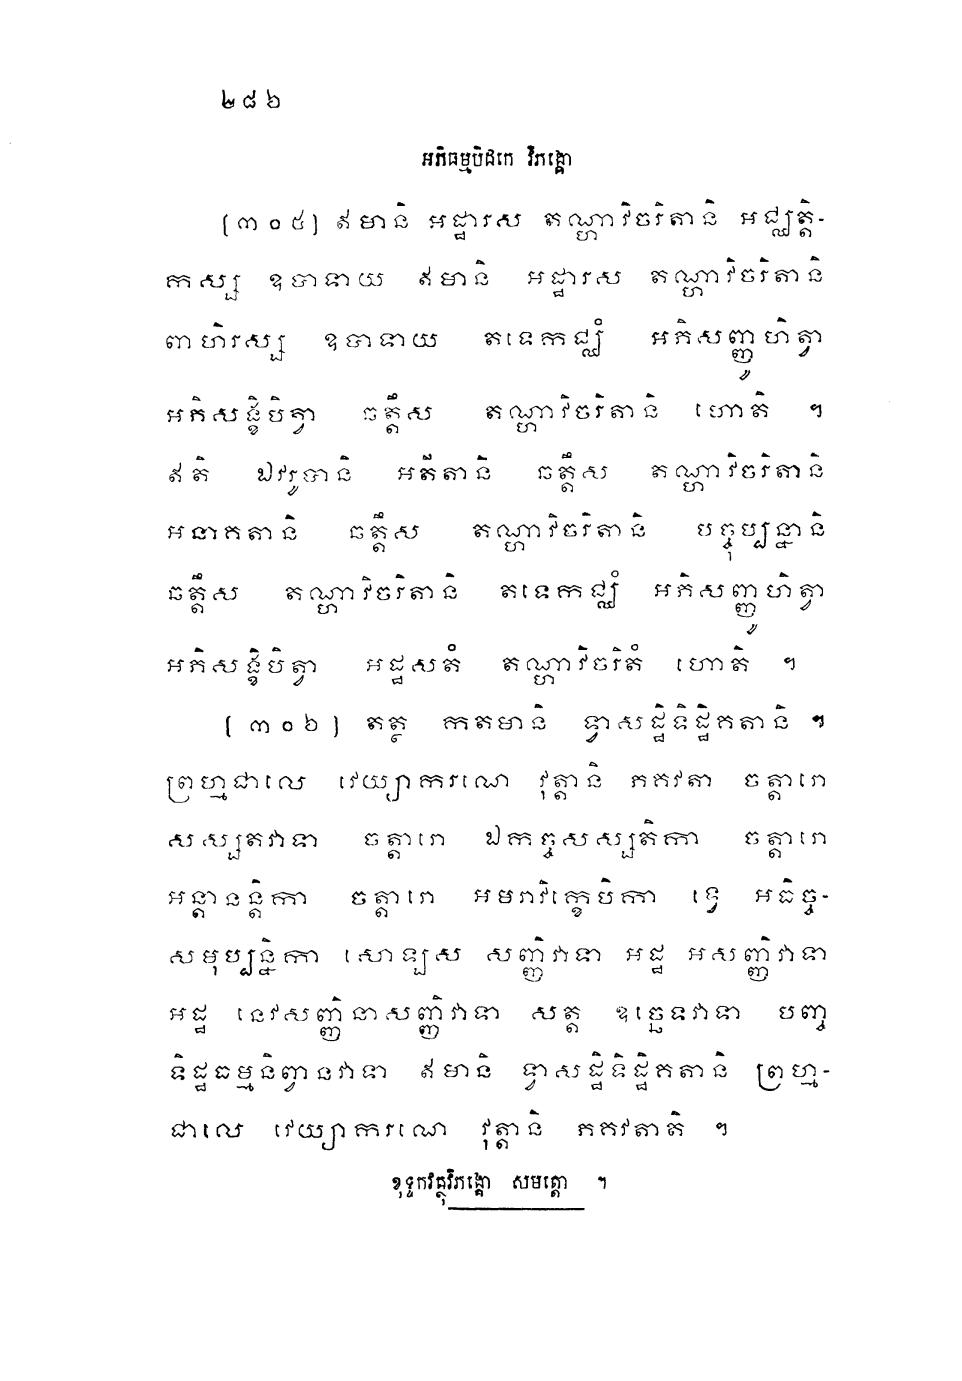 ២៨៦
អភិធម្មបិដកេ វិភង្គោ
[៣០៥] ឥមានិ អដ្ឋារស តណ្ហាវិចរិតានិ អជ្ឈត្តិ-
កស្ស ឧបាទាយ ឥមានិ អដ្ឋារស តណ្ហាវិចរិតានិ
ពាហិរស្ស ឧបាទាយ តទេកជ្ឈំ អភិសញ្ញូហិត្វា
អភិសង្ខិបិត្វា ឆត្តឹស តណ្ហាវិចរិតានិ ហោតិ ។
ឥតិ ឯវរូបានិ អតីតានិ ឆត្តឹស តណ្ហាវិចរិតានិ
អនាគតានិ ឆត្តឹស តណ្ហាវិចរិតានិ បច្ចុប្បន្នានិ
ឆត្តឹស តណ្ហាវិចរិតានិ តទេកជ្ឈំ អភិសញ្ញូហិត្វា
អភិសង្ខិបិត្វា អដ្ឋសតំ តណ្ហាវិចរិតំ ហោតិ ។
[៣០៦] តត្ថ កតមានិ ទ្វាសដ្ឋិទិដ្ឋិគតានិ ។
ព្រហ្មជាលេ វេយ្យាករណេ វុត្តានិ ភគវតា ចត្តារោ
សស្សតវាទា ចត្តារោ ឯកច្ចសស្សតិកា ចត្តារោ
អន្តានន្តិកា ចត្តារោ អមរាវិក្ខេបិកា ទ្វេ អធិច្ច-
សមុប្បន្និកា សោឡស សញ្ញិវាទា អដ្ឋ អសញ្ញិវាទា
អដ្ឋ នេវសញ្ញិនាសញ្ញិវាទា សត្ត ឧច្ឆេទវាទា បញ្ច
ទិដ្ឋធម្មនិព្វានវាទា ឥមានិ ទ្វាសដ្ឋិទិដ្ឋិគតានិ ព្រហ្ម-
ជាលេ វេយ្យាករណេ វុត្តានិ ភគវតាតិ ។
ខុទ្ទកវត្ថុវិភង្គោ សមត្តោ ។